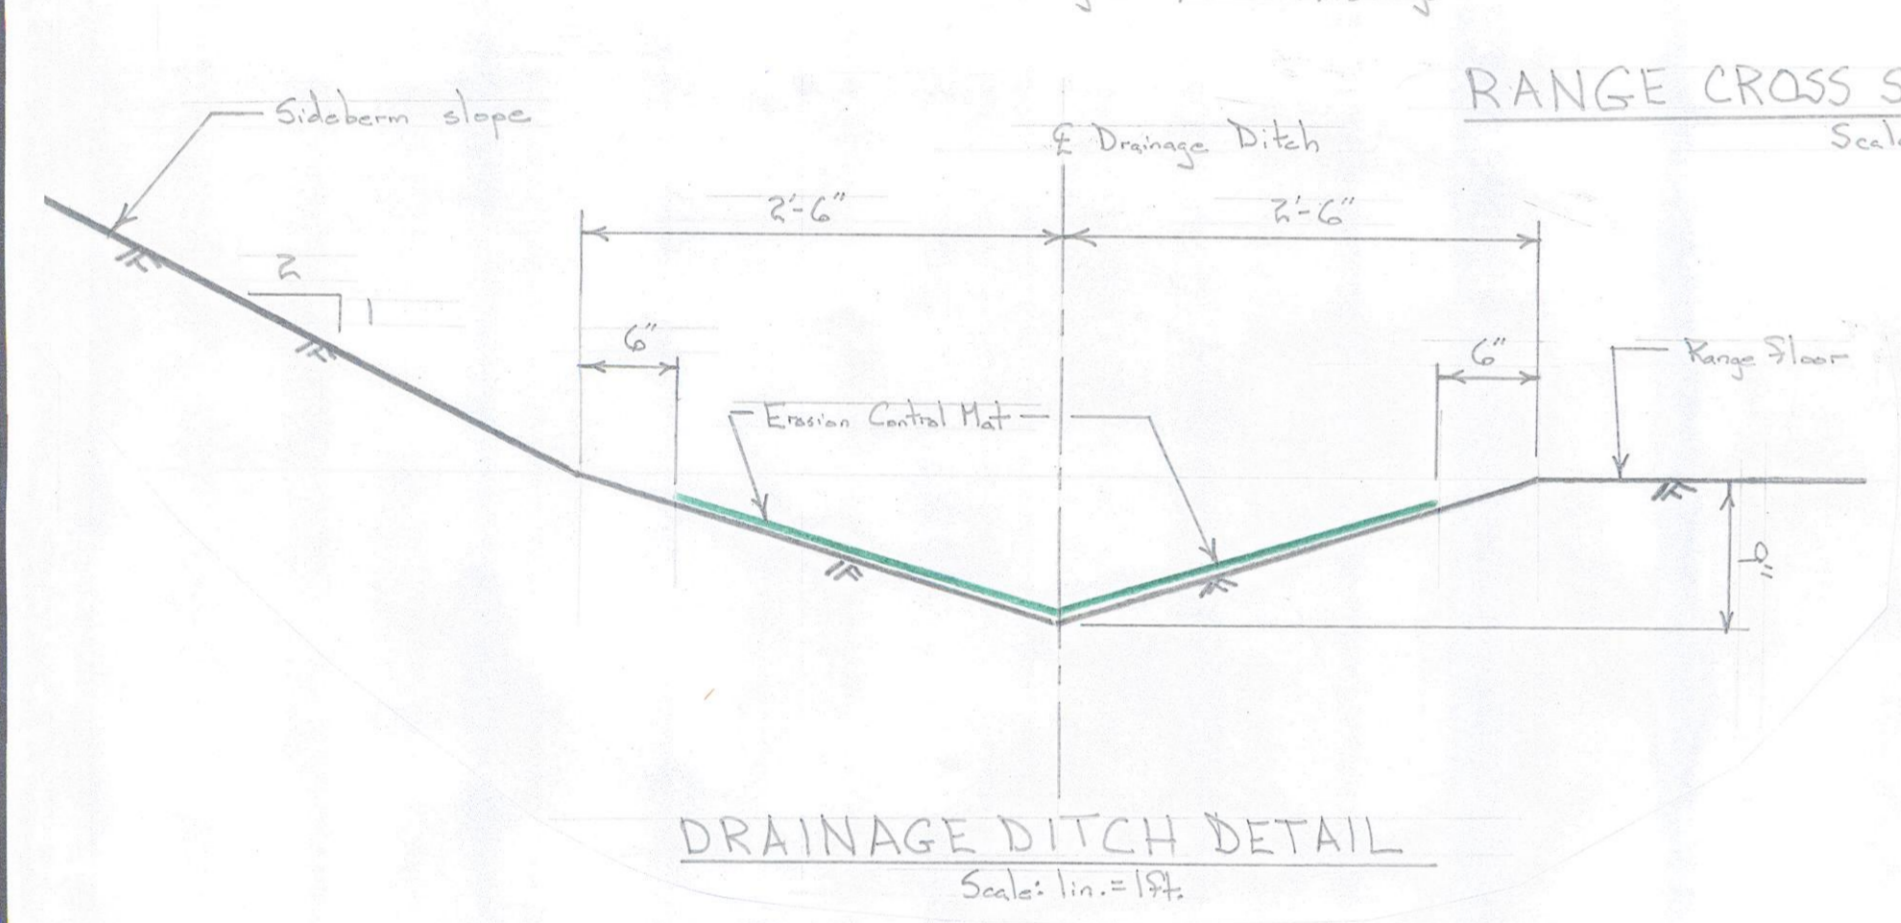 Sideberm slope
RANGE CROSS S
Scal
℄ Drainage Ditch
2'-6" 2'-6"
2
1
6" 6"
Range Floor
Erosion Control Mat
DRAINAGE DITCH DETAIL
Scale: 1in.=1ft.